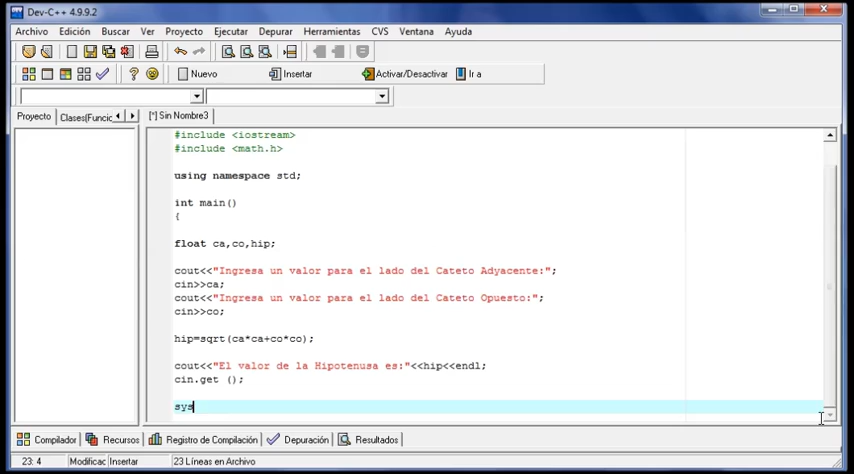 Dev-C++ 4.9.9.2
Archivo Edición Buscar Ver Proyecto Ejecutar Depurar Herramientas CVS Ventana Ayuda
Nuevo Insertar Activar/Desactivar Ir a
Proyecto Clases(Funcio [*] Sin Nombre3
#include <iostream>
#include <math.h>
using namespace std;
int main()
{
float ca,co,hip;
cout<<"Ingresa un valor para el lado del Cateto Adyacente:";
cin>>ca;
cout<<"Ingresa un valor para el lado del Cateto Opuesto:";
cin>>co;
hip=sqrt(ca*ca+co*co);
cout<<"El valor de la Hipotenusa es:"<<hip<<endl;
cin.get ();
sys
Compilador Recursos Registro de Compilación Depuración Resultados
23: 4 Modificac Insertar 23 Líneas en Archivo